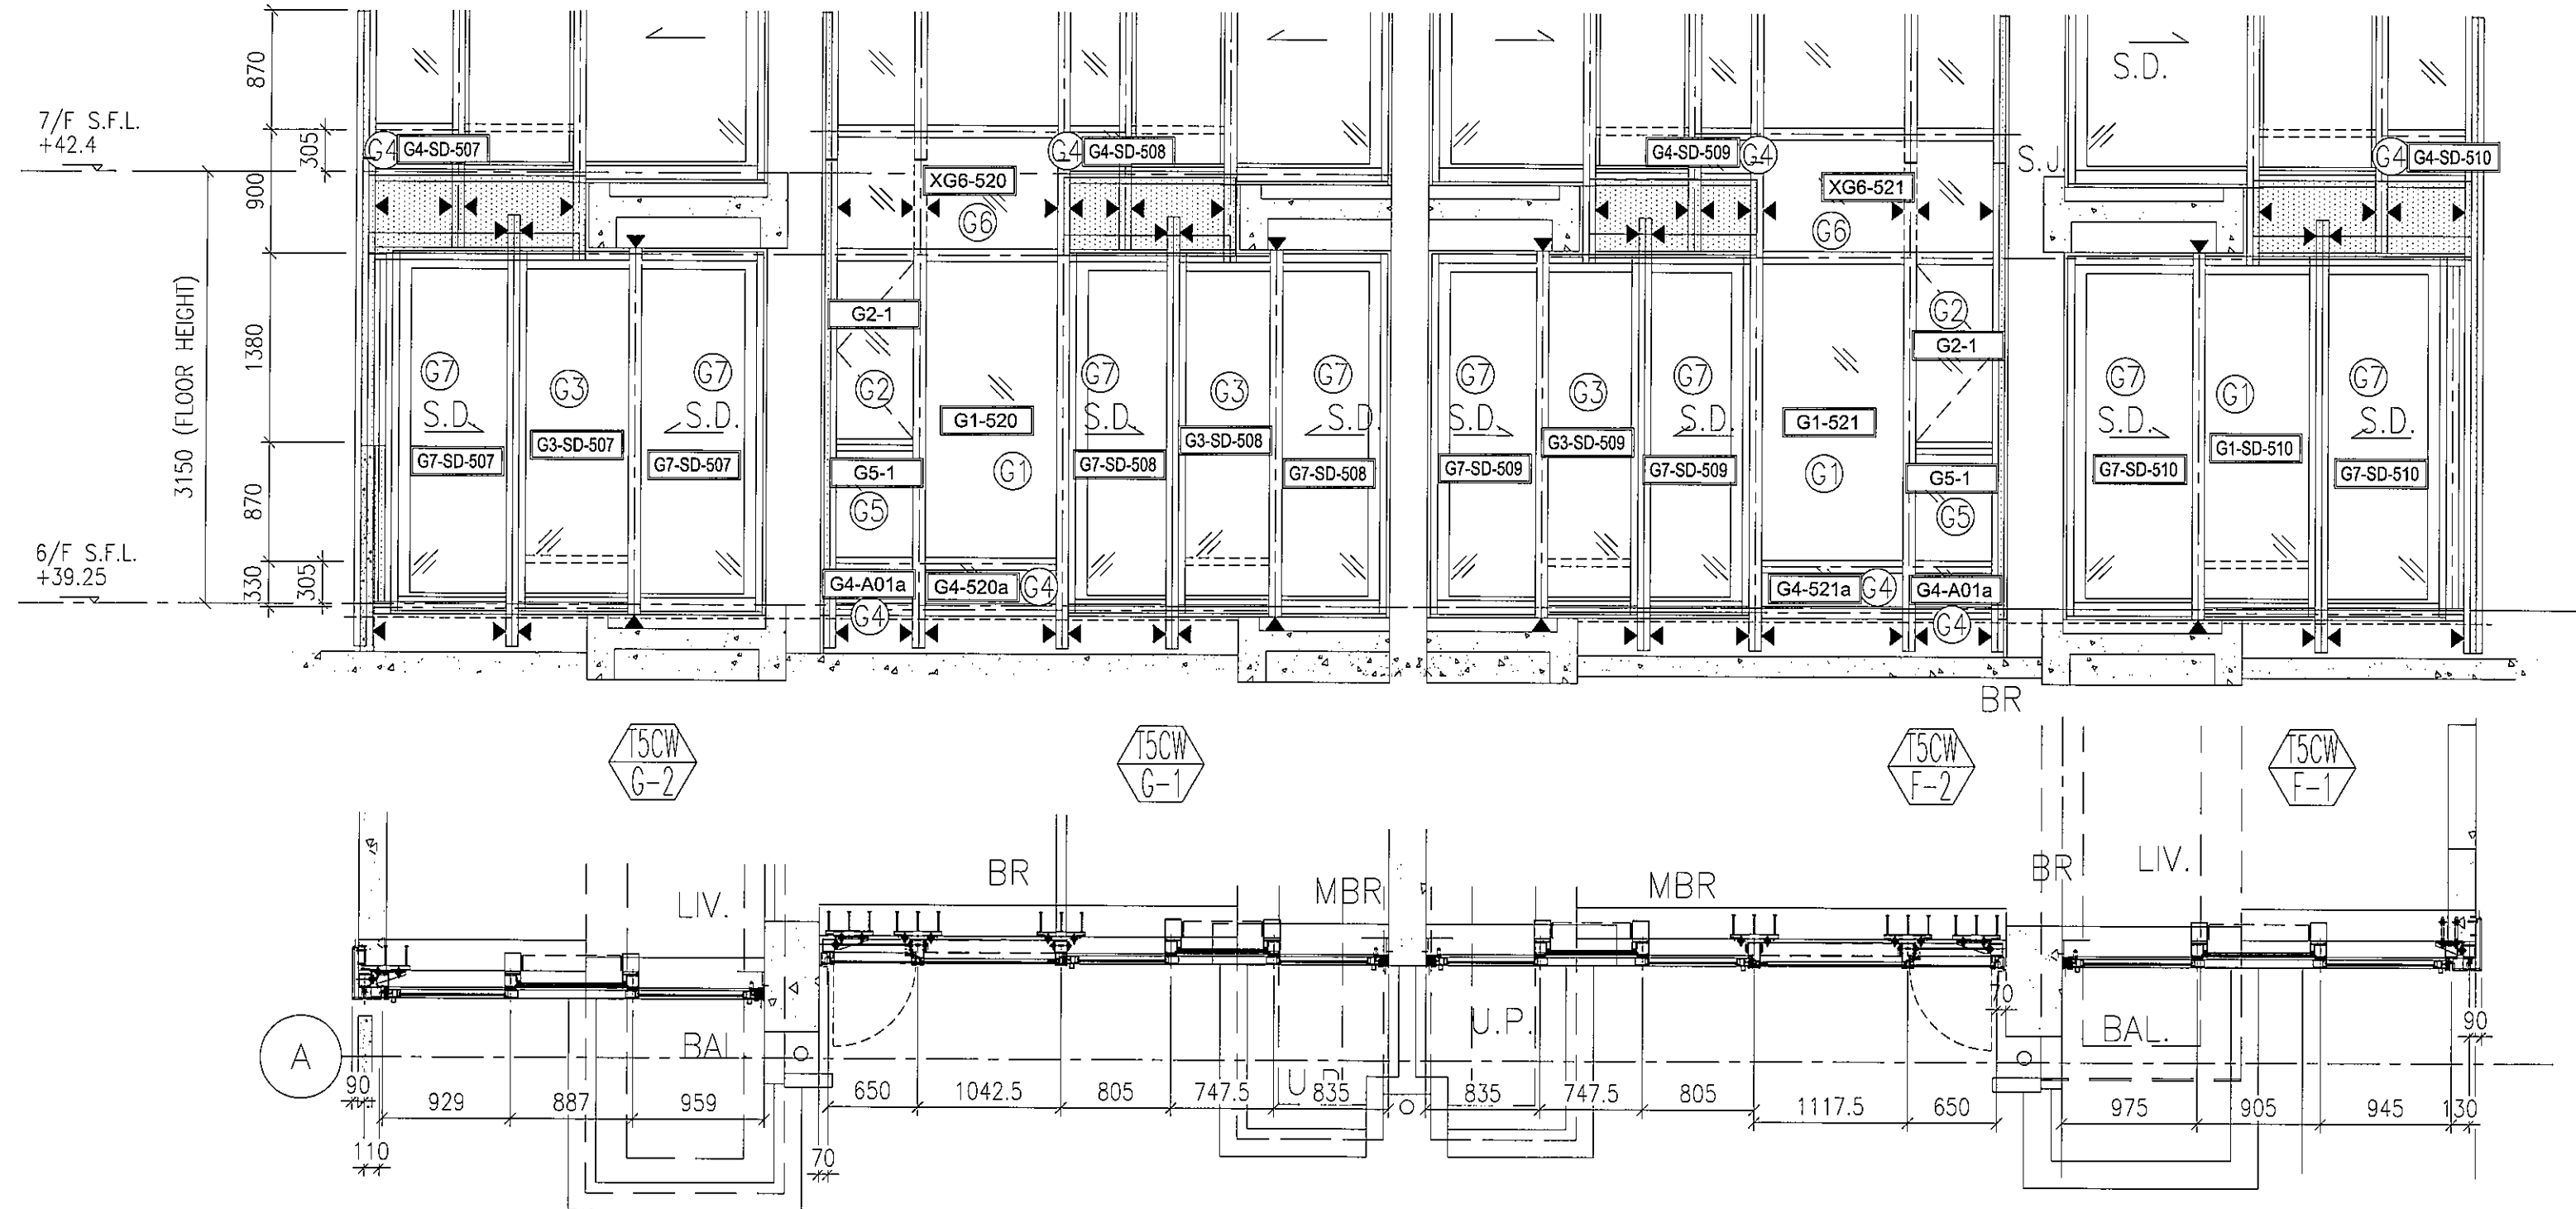 870
S.D.
7/F S.F.L.
+42.4
305
G4
G4-SD-507
G4
G4-SD-508
G4-SD-509
G4
S.J.
G4
G4-SD-510
900
XG6-520
G6
XG6-521
G6
3150 (FLOOR HEIGHT)
1380
G2-1
G2
G2-1
G7
S.D.
G3
G7
S.D.
G2
G1-520
G7
S.D.
G3
G7
S.D.
G7
S.D.
G3
G7
S.D.
G1-521
G7
S.D.
G1
G7
S.D.
G7-SD-507
G3-SD-507
G7-SD-507
G5-1
G5
G1
G7-SD-508
G3-SD-508
G7-SD-508
G7-SD-509
G3-SD-509
G7-SD-509
G1
G5-1
G5
G7-SD-510
G1-SD-510
G7-SD-510
870
6/F S.F.L.
+39.25
330
305
G4-A01a
G4
G4-520a
G4
G4-521a
G4
G4-A01a
G4
BR
T5CW
G-2
T5CW
G-1
T5CW
F-2
T5CW
F-1
LIV.
BR
MBR
MBR
BR
LIV.
A
BAL.
U.P.
U.P.
70
BAL.
90
90
929
887
959
650
1042.5
805
747.5
835
835
747.5
805
1117.5
650
975
905
945
130
110
70